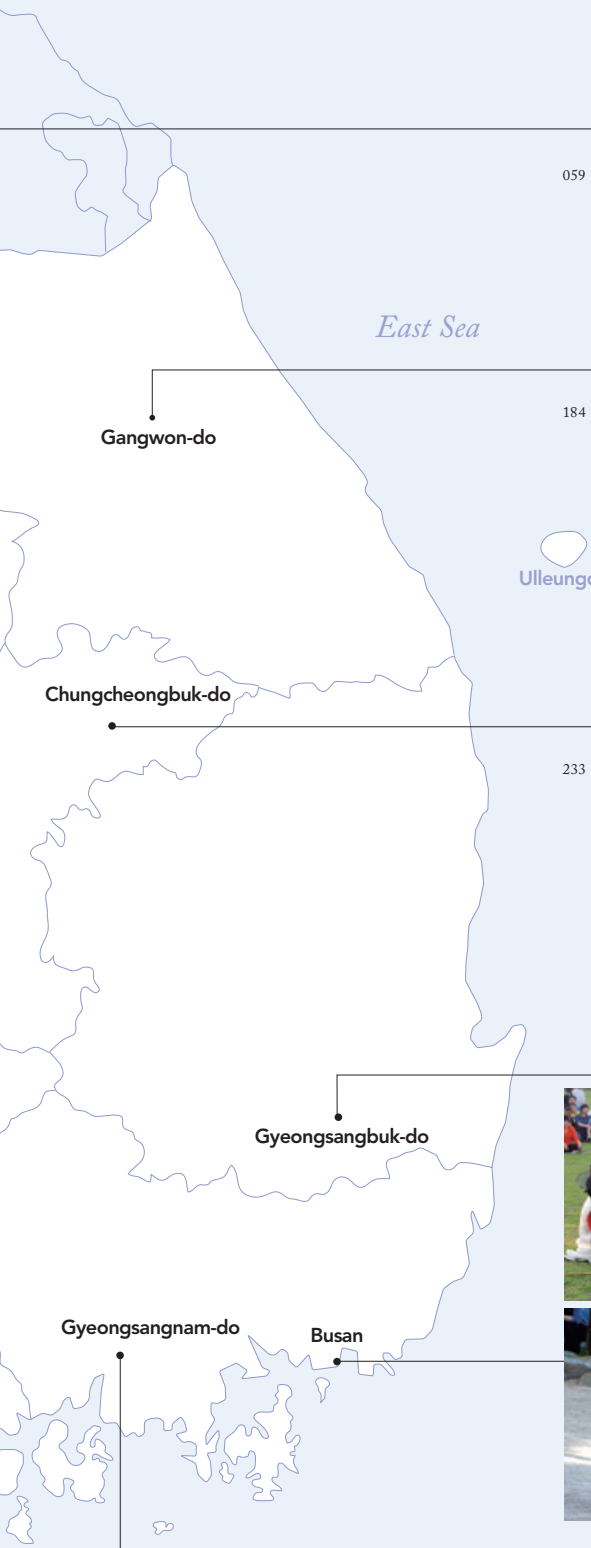 059
East Sea
184
Gangwon-do
Chungcheongbuk-do
233
Gyeongsangbuk-do
Gyeongsangnam-do
Busan